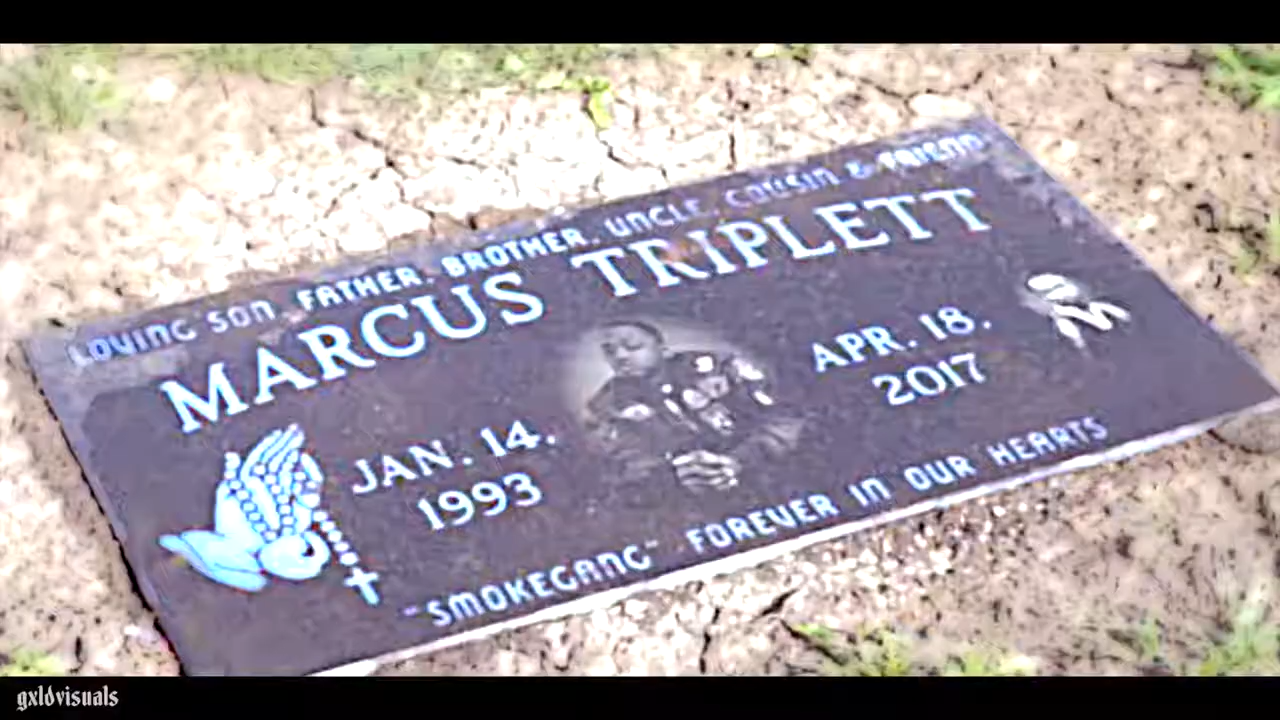 LOVING SON, FATHER, BROTHER, UNCLE, COUSIN & FRIEND
MARCUS TRIPLETT
JAN. 14, 1993
APR. 18, 2017
"SMOKEGANG" FOREVER IN OUR HEARTS
gxldvisuals